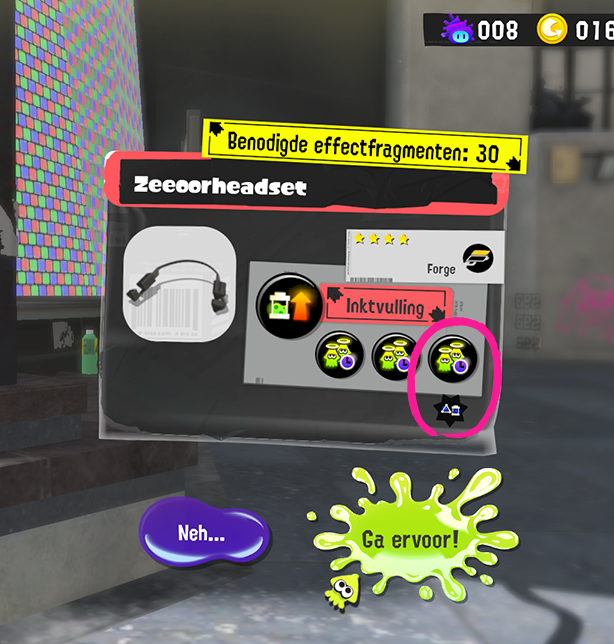 008 016
Benodigde effectfragmenten: 30
Zeeoorheadset
Forge
Inktvulling
Neh...
Ga ervoor!